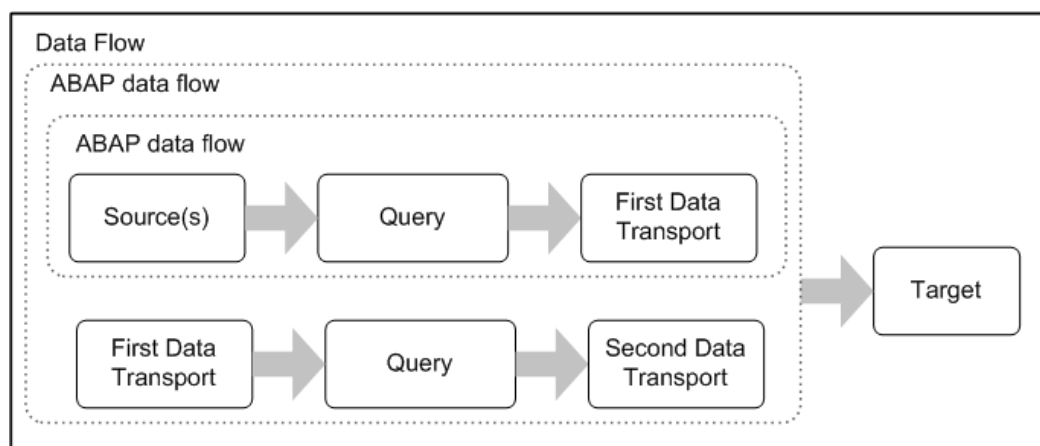 Data Flow
ABAP data flow
ABAP data flow
Source(s)
Query
First Data
Transport
First Data
Transport
Query
Second Data
Transport
Target